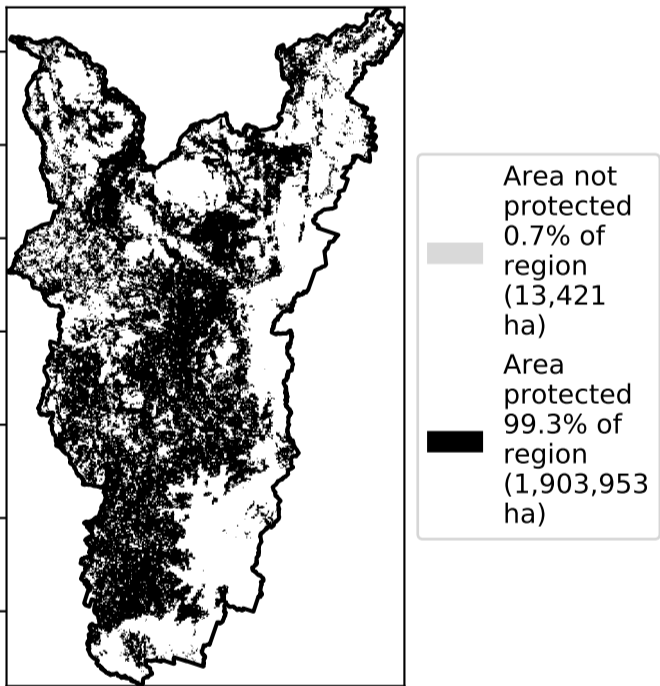 Area not
protected
0.7% of
region
(13,421
ha)
Area
protected
99.3% of
region
(1,903,953
ha)